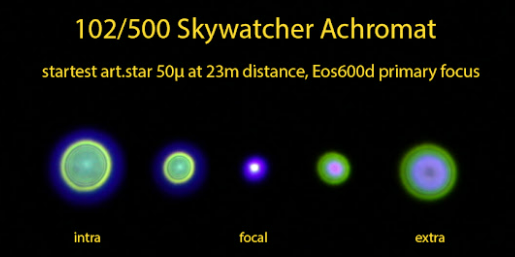 102/500 Skywatcher Achromat
startest art.star 50µ at 23m distance, Eos600d primary focus
intra focal extra